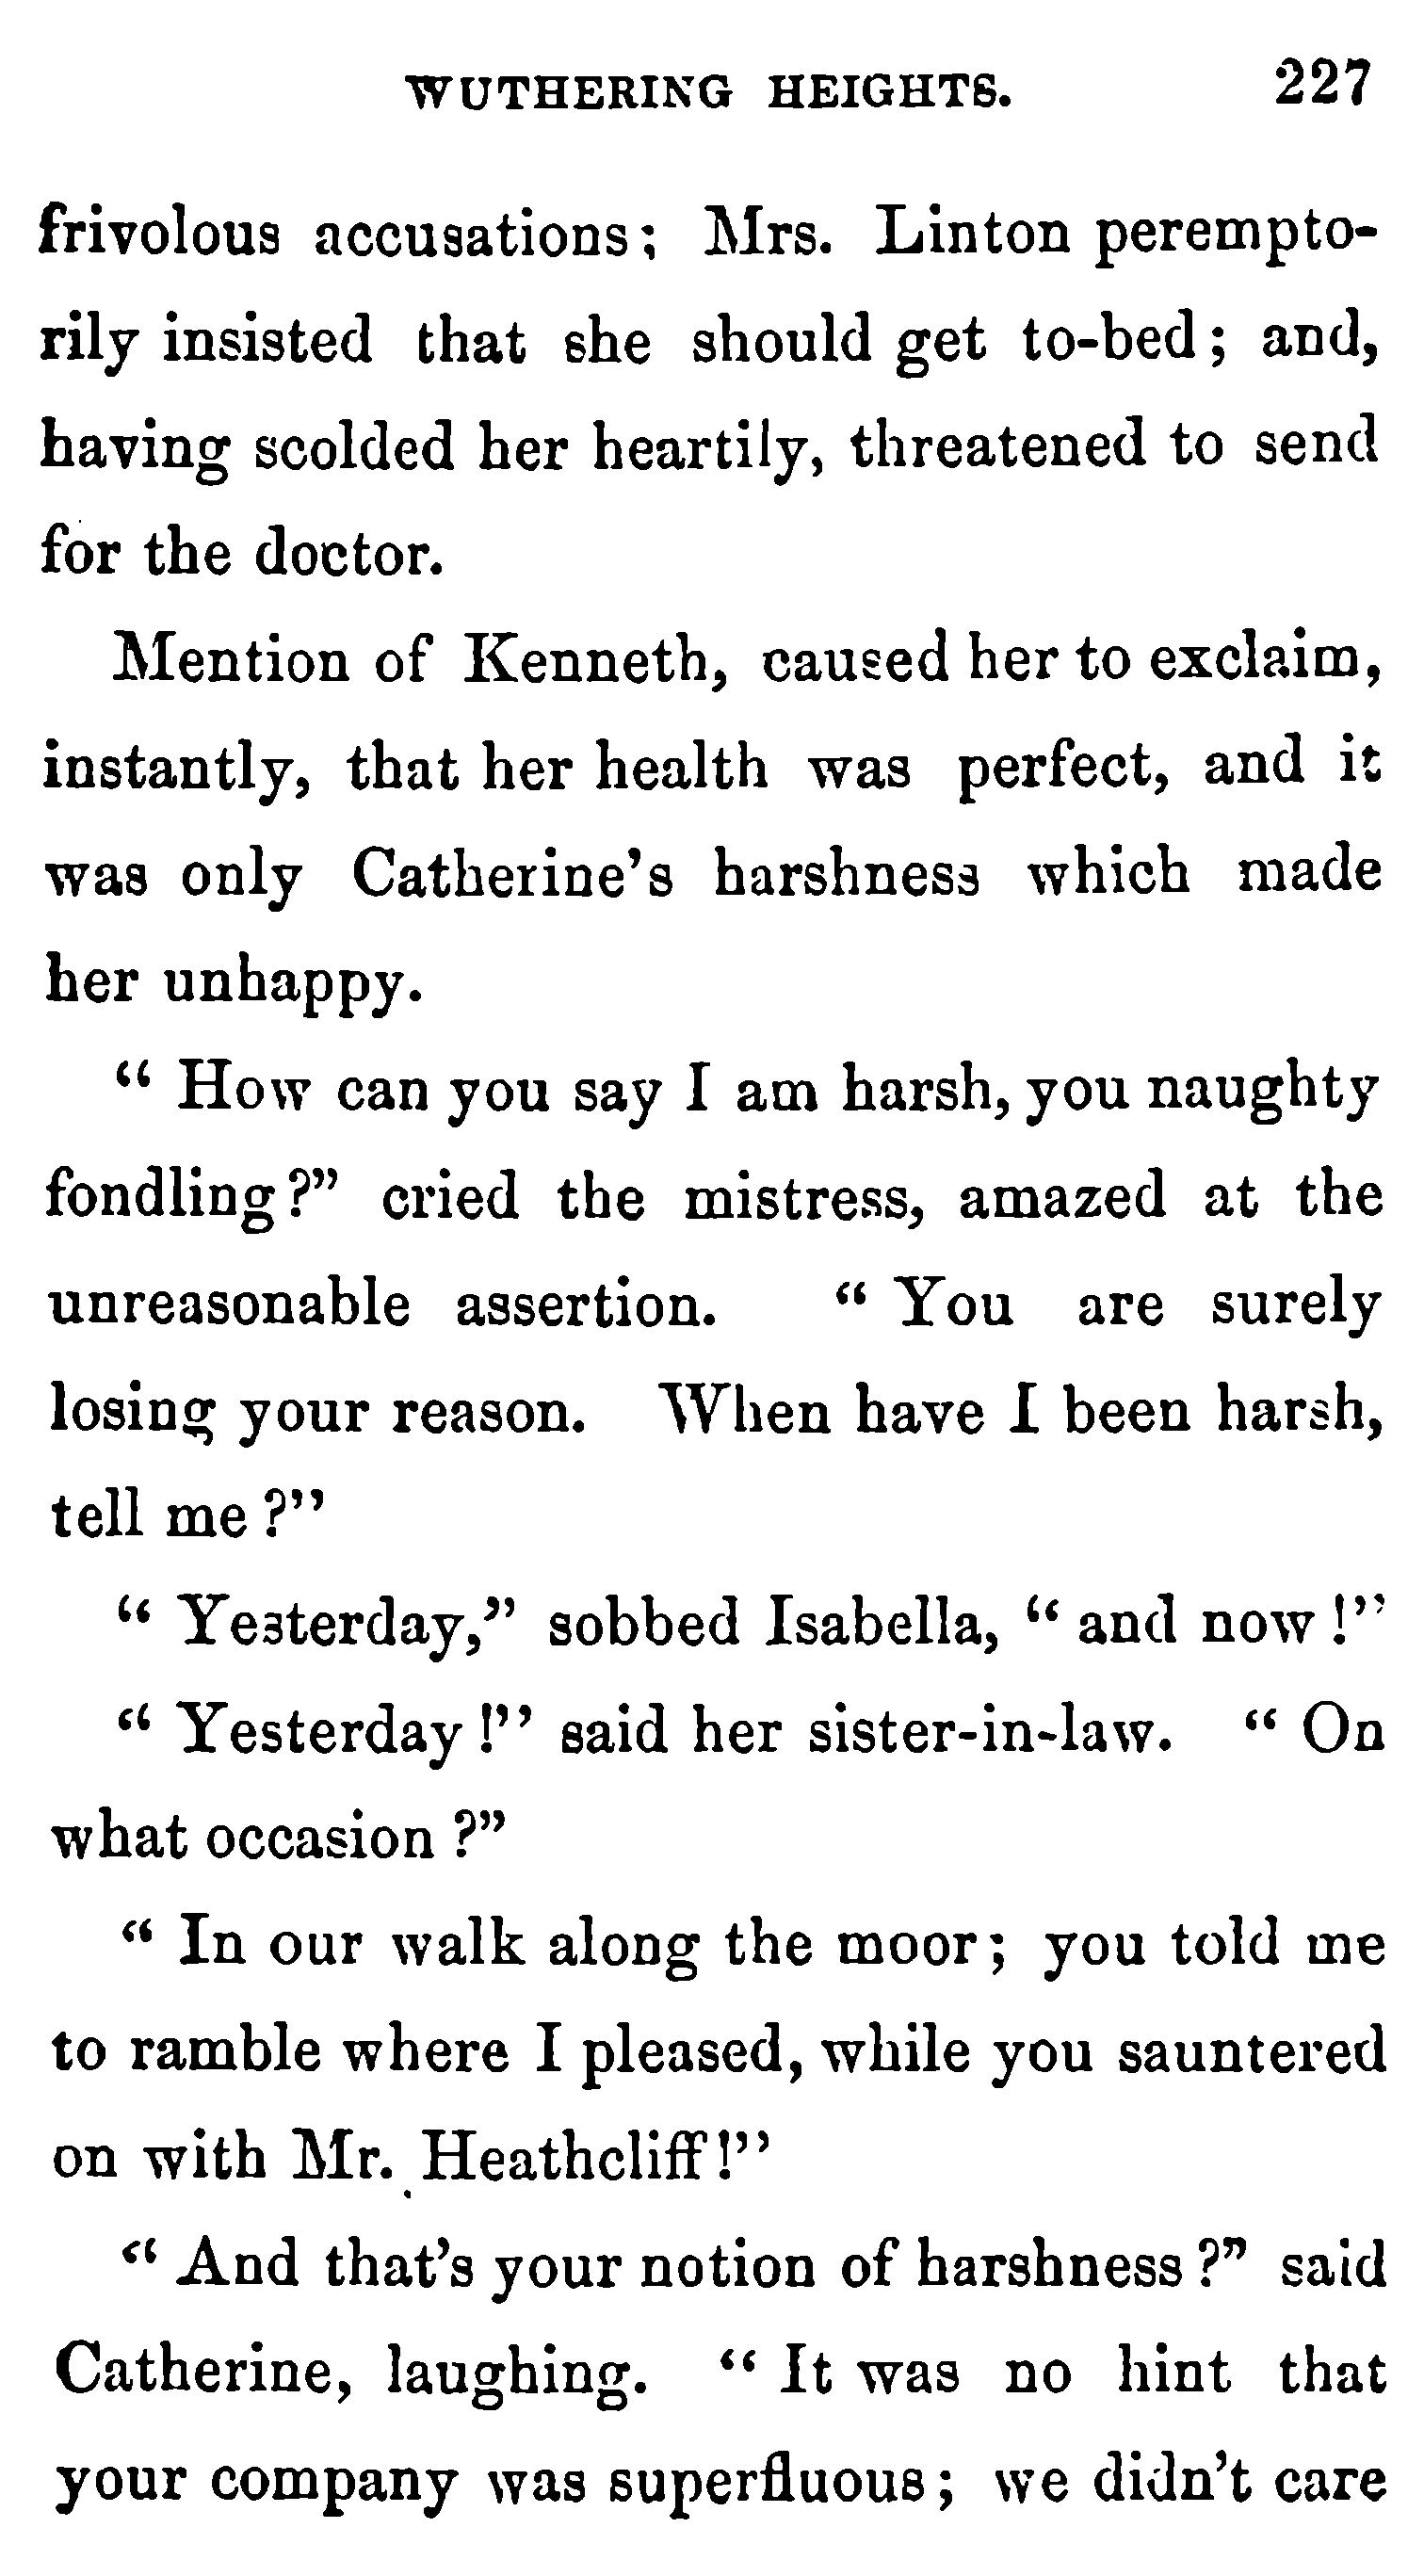 WUTHERING HEIGHTS. 227
frivolous accusations; Mrs. Linton perempto-
rily insisted that she should get to-bed; and,
having scolded her heartily, threatened to send
for the doctor.
Mention of Kenneth, caused her to exclaim,
instantly, that her health was perfect, and it
was only Catherine's harshness which made
her unhappy.
" How can you say I am harsh, you naughty
fondling?" cried the mistress, amazed at the
unreasonable assertion. " You are surely
losing your reason. When have I been harsh,
tell me?"
" Yesterday," sobbed Isabella, " and now!"
" Yesterday!" said her sister-in-law. " On
what occasion?"
" In our walk along the moor; you told me
to ramble where I pleased, while you sauntered
on with Mr. Heathcliff!"
" And that's your notion of harshness?" said
Catherine, laughing. " It was no hint that
your company was superfluous; we didn't care